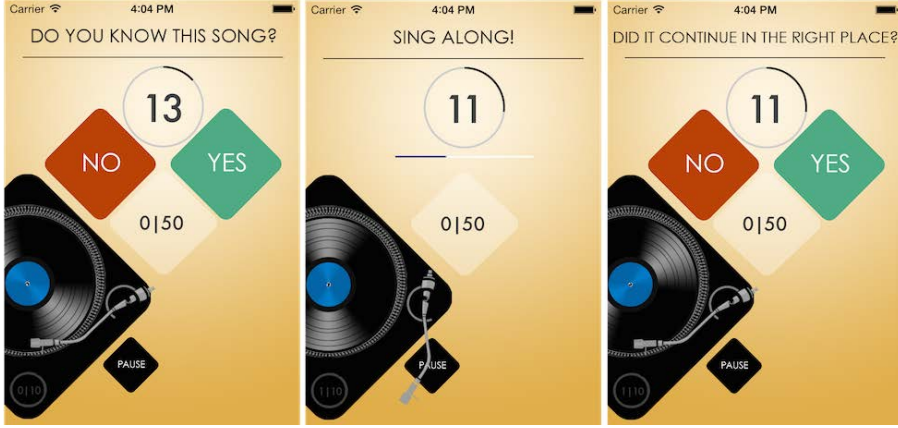 Carrier 4:04 PM
DO YOU KNOW THIS SONG?
13
NO
YES
0|50
PAUSE
0|10
Carrier 4:04 PM
SING ALONG!
11
0|50
PAUSE
1|10
Carrier 4:04 PM
DID IT CONTINUE IN THE RIGHT PLACE?
11
NO
YES
0|50
PAUSE
1|10